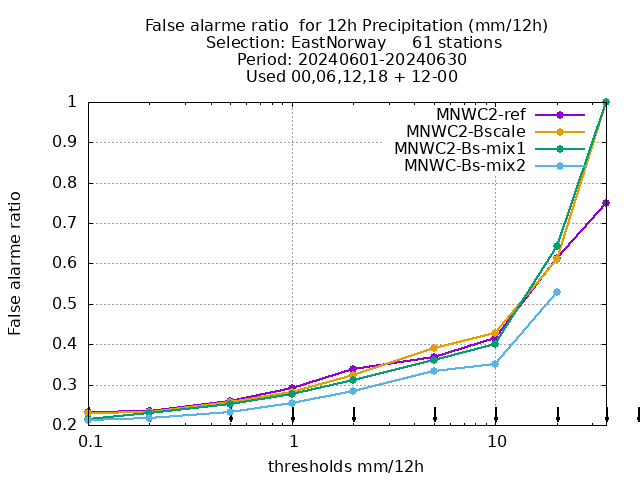 False alarme ratio  for 12h Precipitation (mm/12h)
Selection: EastNorway     61 stations
Period: 20240601-20240630
Used 00,06,12,18 + 12-00
MNWC2-ref
MNWC2-Bscale
MNWC2-Bs-mix1
MNWC-Bs-mix2
False alarme ratio
1
0.9
0.8
0.7
0.6
0.5
0.4
0.3
0.2
0.1
1
10
thresholds mm/12h